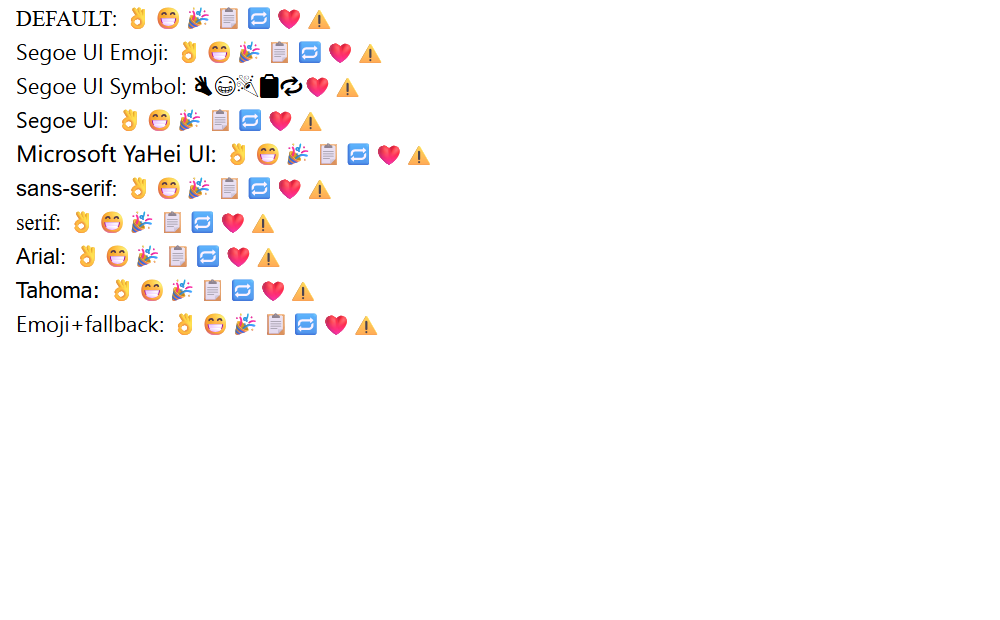 DEFAULT: 👌 😁 🎉 📋 🔁 ❤️ ⚠️
Segoe UI Emoji: 👌 😁 🎉 📋 🔁 ❤️ ⚠️
Segoe UI Symbol: 👌😁🎉📋🔁❤️ ⚠️
Segoe UI: 👌 😁 🎉 📋 🔁 ❤️ ⚠️
Microsoft YaHei UI: 👌 😁 🎉 📋 🔁 ❤️ ⚠️
sans-serif: 👌 😁 🎉 📋 🔁 ❤️ ⚠️
serif: 👌 😁 🎉 📋 🔁 ❤️ ⚠️
Arial: 👌 😁 🎉 📋 🔁 ❤️ ⚠️
Tahoma: 👌 😁 🎉 📋 🔁 ❤️ ⚠️
Emoji+fallback: 👌 😁 🎉 📋 🔁 ❤️ ⚠️